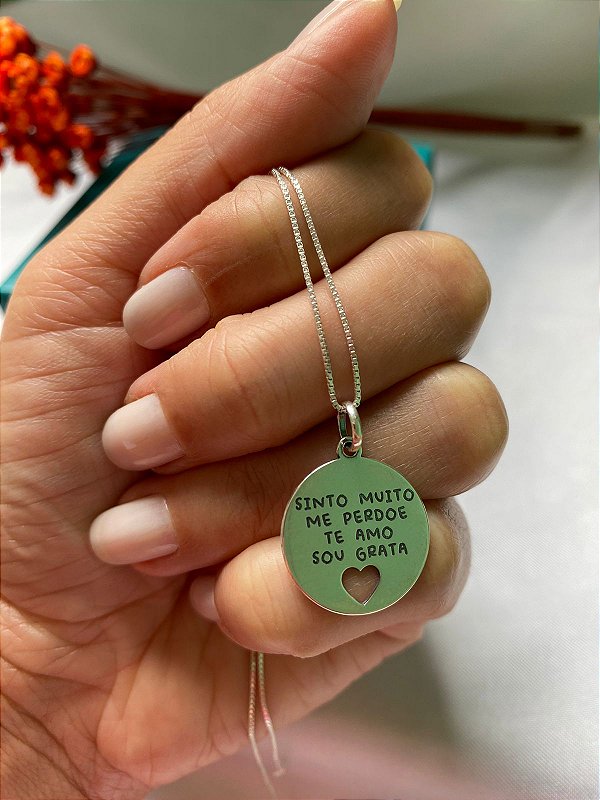 SINTO MUITO
ME PERDOE
TE AMO
SOU GRATA